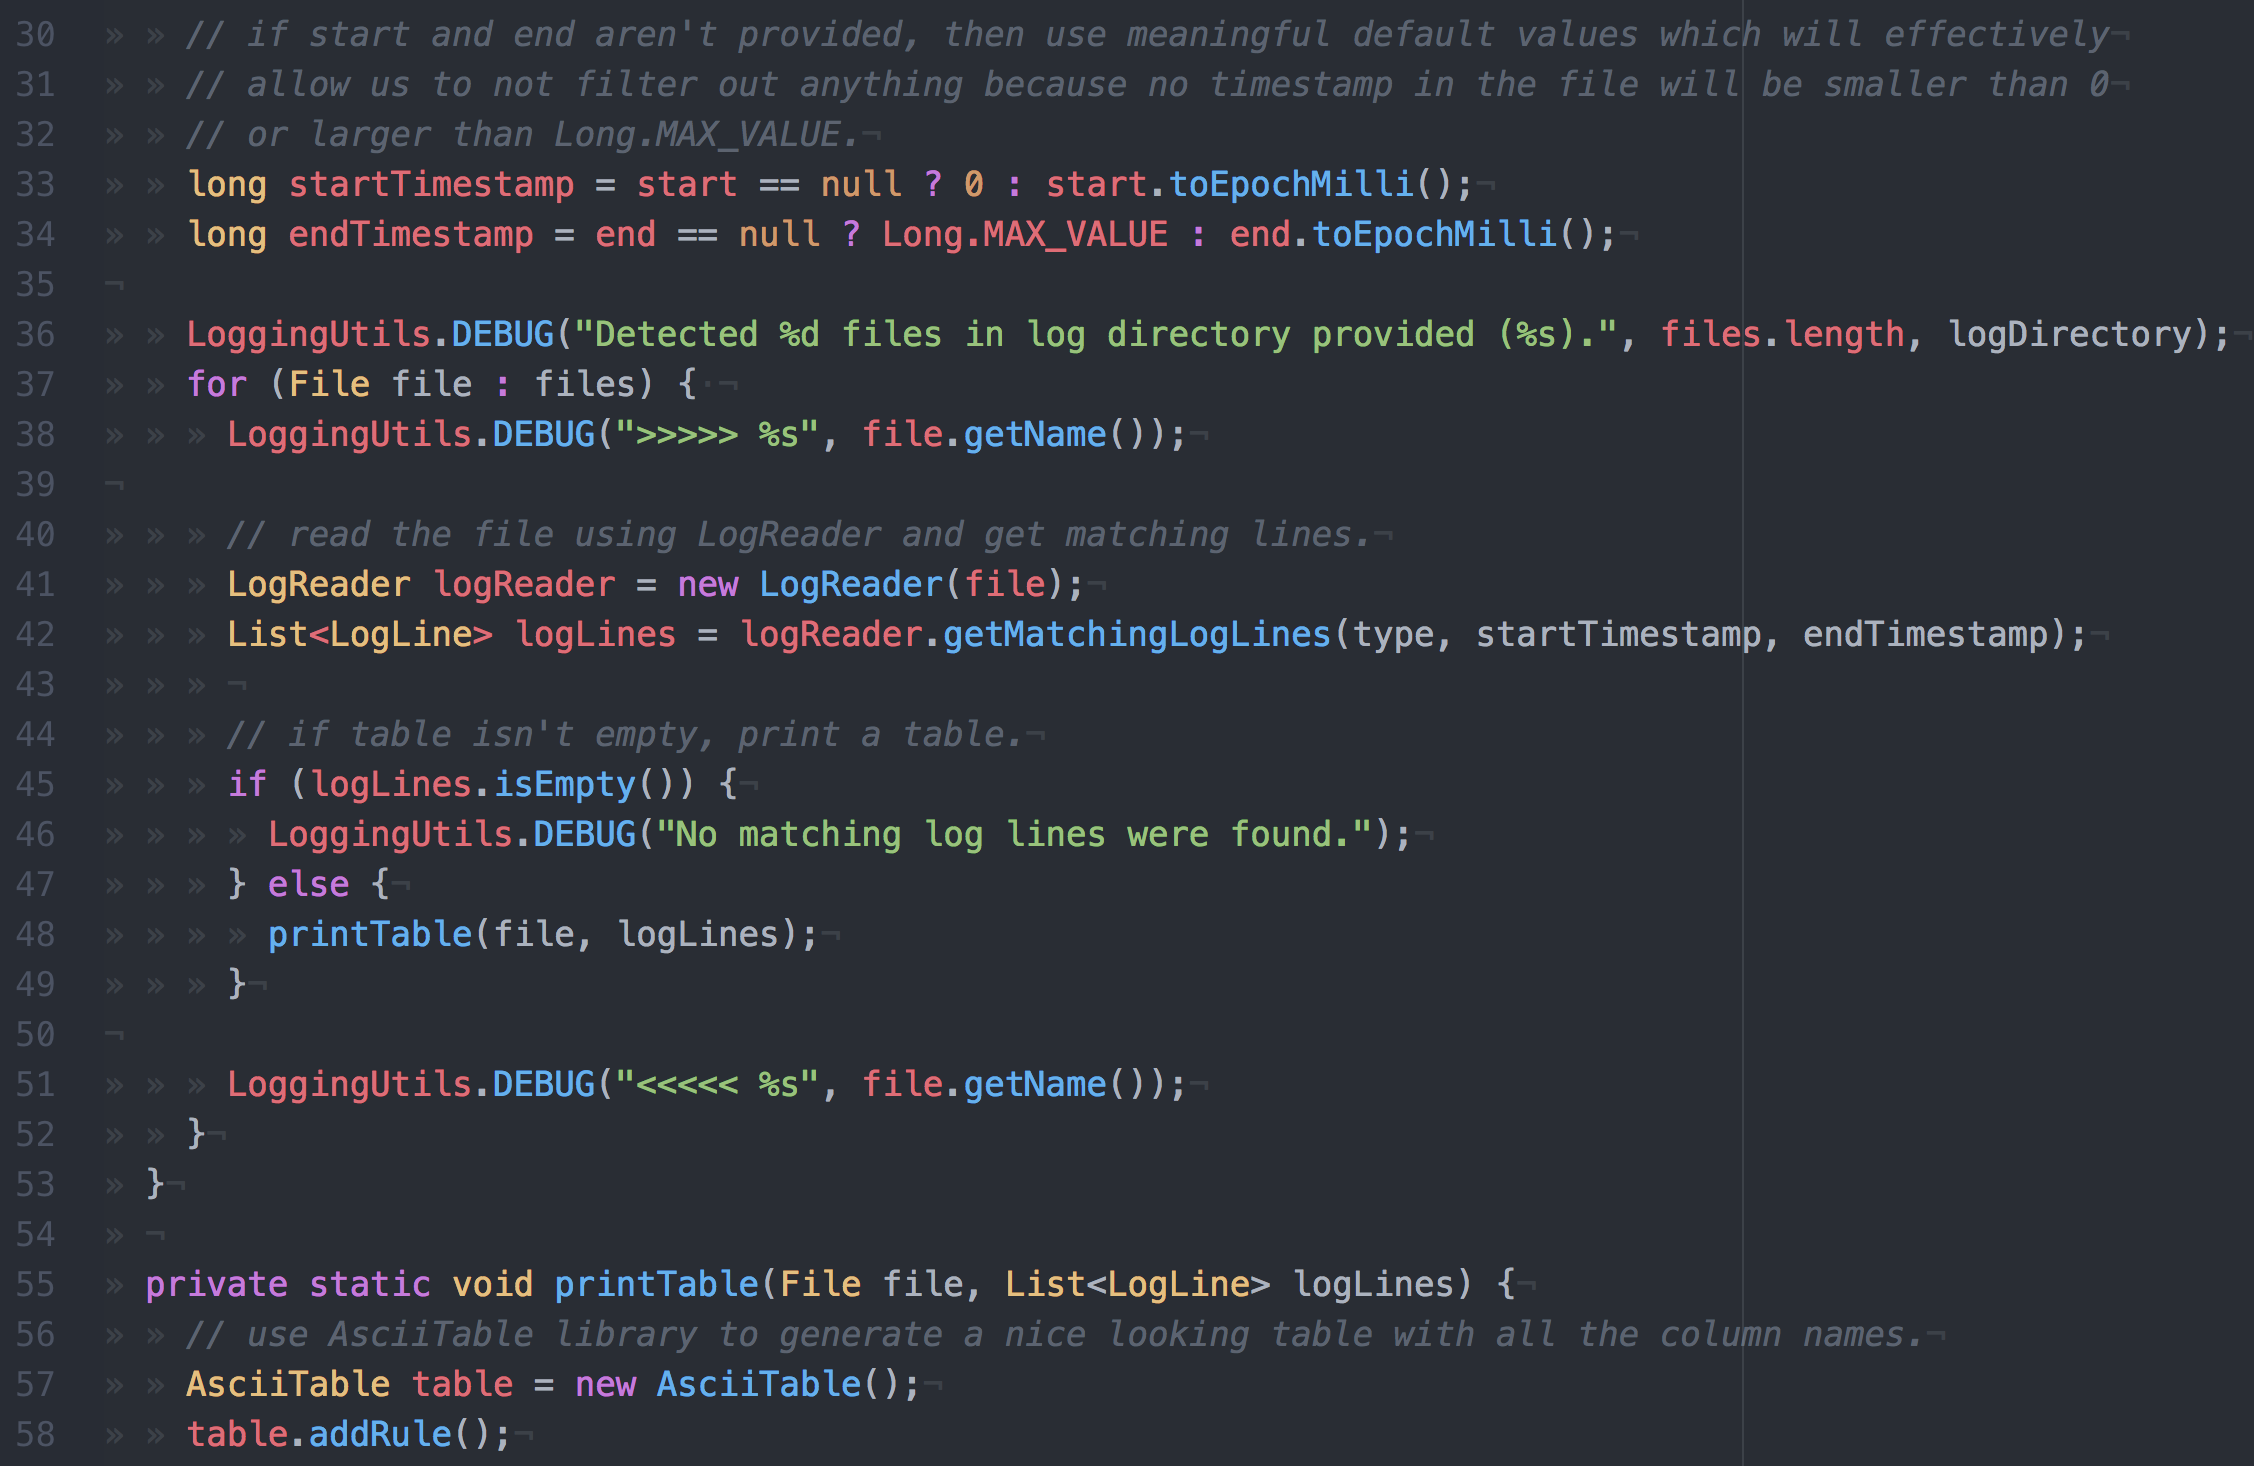 30 » » // if start and end aren't provided, then use meaningful default values which will effectively¬
31 » » // allow us to not filter out anything because no timestamp in the file will be smaller than 0¬
32 » » // or larger than Long.MAX_VALUE.¬
33 » » long startTimestamp = start == null ? 0 : start.toEpochMilli();¬
34 » » long endTimestamp = end == null ? Long.MAX_VALUE : end.toEpochMilli();¬
35 ¬
36 » » LoggingUtils.DEBUG("Detected %d files in log directory provided (%s).", files.length, logDirectory);¬
37 » » for (File file : files) {·¬
38 » » » LoggingUtils.DEBUG(">>>>> %s", file.getName());¬
39 ¬
40 » » » // read the file using LogReader and get matching lines.¬
41 » » » LogReader logReader = new LogReader(file);¬
42 » » » List<LogLine> logLines = logReader.getMatchingLogLines(type, startTimestamp, endTimestamp);¬
43 » » » ¬
44 » » » // if table isn't empty, print a table.¬
45 » » » if (logLines.isEmpty()) {¬
46 » » » » LoggingUtils.DEBUG("No matching log lines were found.");¬
47 » » » } else {¬
48 » » » » printTable(file, logLines);¬
49 » » » }¬
50 ¬
51 » » » LoggingUtils.DEBUG("<<<<< %s", file.getName());¬
52 » » }¬
53 » }¬
54 » ¬
55 » private static void printTable(File file, List<LogLine> logLines) {¬
56 » » // use AsciiTable library to generate a nice looking table with all the column names.¬
57 » » AsciiTable table = new AsciiTable();¬
58 » » table.addRule();¬